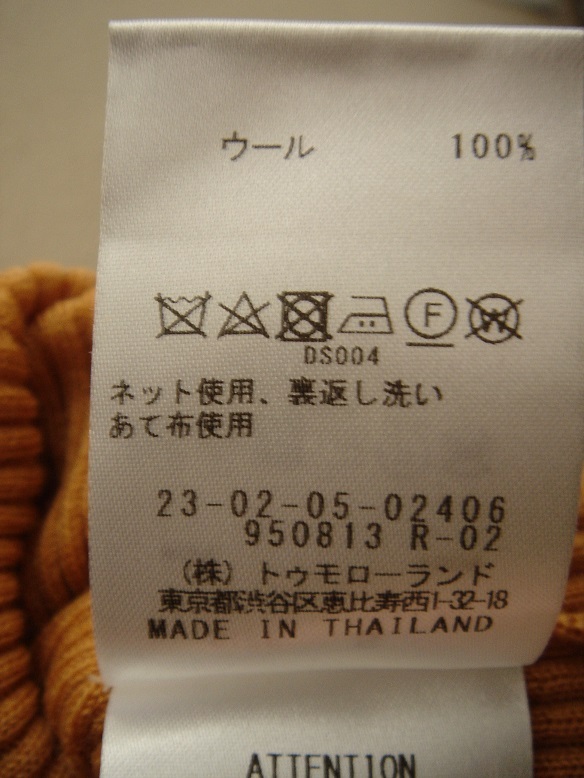 ウール 100%
F W
DS004
ネット使用、裏返し洗い
あて布使用
23-02-05-02406
950813 R-02
(株) トゥモローランド
東京都渋谷区恵比寿西1-32-18
MADE IN THAILAND
ATTENTION